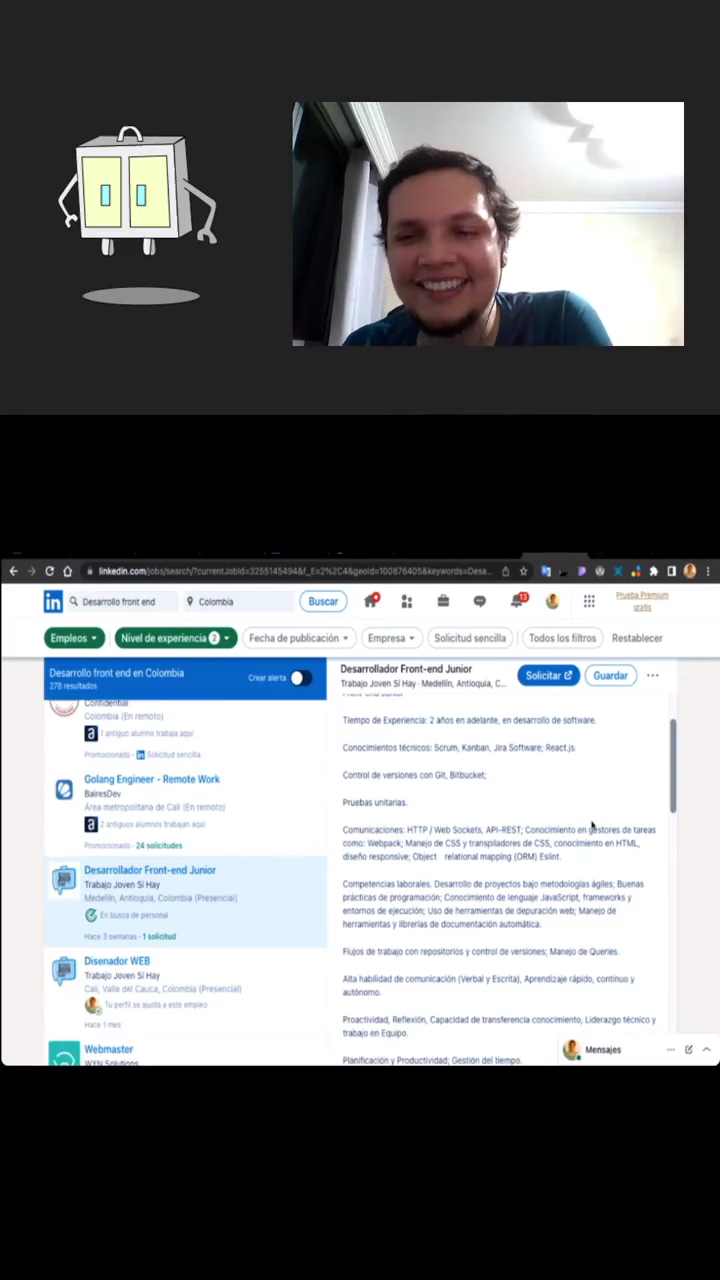 linkedin.com/jobs/search/?currentJobId=3255145494&f_E=2%2C4&geoId=100876405&keywords=Desa...
in
Desarrollo front end
Colombia
Buscar
13
Prueba Premium
gratis
Empleos
Nivel de experiencia 2
Fecha de publicación
Empresa
Solicitud sencilla
Todos los filtros
Restablecer
Desarrollo front end en Colombia
278 resultados
Crear alerta
Confidential
Colombia (En remoto)
1 antiguo alumno trabaja aquí
Promocionado · in Solicitud sencilla
Golang Engineer - Remote Work
BairesDev
Área metropolitana de Cali (En remoto)
2 antiguos alumnos trabajan aquí
Promocionado · 24 solicitudes
Desarrollador Front-end Junior
Trabajo Joven Sí Hay
Medellín, Antioquia, Colombia (Presencial)
En busca de personal
Hace 3 semanas · 1 solicitud
Disenador WEB
Trabajo Joven Sí Hay
Cali, Valle del Cauca, Colombia (Presencial)
Tu perfil se ajusta a este empleo
Hace 1 mes
Webmaster
WYN Solutions
Desarrollador Front-end Junior
Trabajo Joven Sí Hay · Medellín, Antioquia, C...
Solicitar
Guardar
Front-end Junior
Tiempo de Experiencia: 2 años en adelante, en desarrollo de software.
Conocimientos técnicos: Scrum, Kanban, Jira Software; React.js.
Control de versiones con Git, Bitbucket;
Pruebas unitarias.
Comunicaciones: HTTP / Web Sockets, API-REST; Conocimiento en gestores de tareas
como: Webpack; Manejo de CSS y transpiladores de CSS, conocimiento en HTML,
diseño responsive; Object relational mapping (ORM) Eslint.
Competencias laborales. Desarrollo de proyectos bajo metodologías ágiles; Buenas
prácticas de programación; Conocimiento de lenguaje JavaScript, frameworks y
entornos de ejecución; Uso de herramientas de depuración web; Manejo de
herramientas y librerías de documentación automática.
Flujos de trabajo con repositorios y control de versiones; Manejo de Queries.
Alta habilidad de comunicación (Verbal y Escrita), Aprendizaje rápido, continuo y
autónomo.
Proactividad, Reflexión, Capacidad de transferencia conocimiento, Liderazgo técnico y
trabajo en Equipo.
Planificación y Productividad; Gestión del tiempo.
Mensajes